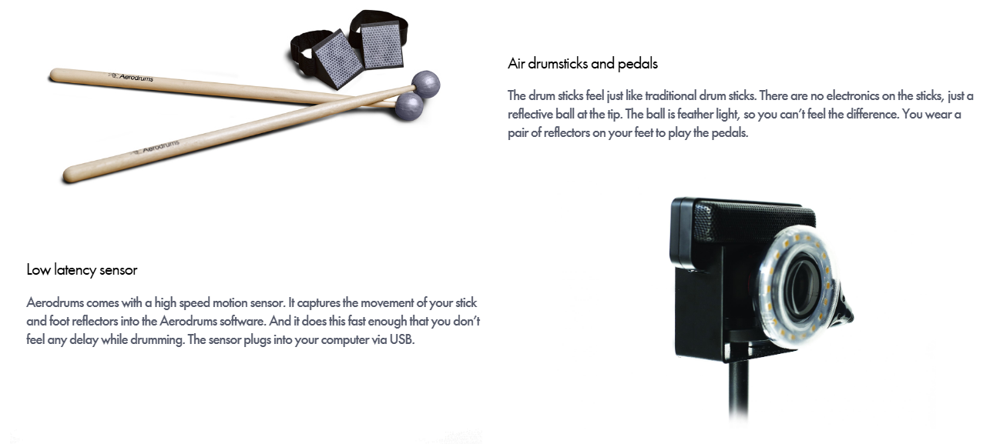 Aerodrums
Aerodrums
Air drumsticks and pedals
The drum sticks feel just like traditional drum sticks. There are no electronics on the sticks, just a
reflective ball at the tip. The ball is feather light, so you can't feel the difference. You wear a
pair of reflectors on your feet to play the pedals.
Low latency sensor
Aerodrums comes with a high speed motion sensor. It captures the movement of your stick
and foot reflectors into the Aerodrums software. And it does this fast enough that you don't
feel any delay while drumming. The sensor plugs into your computer via USB.